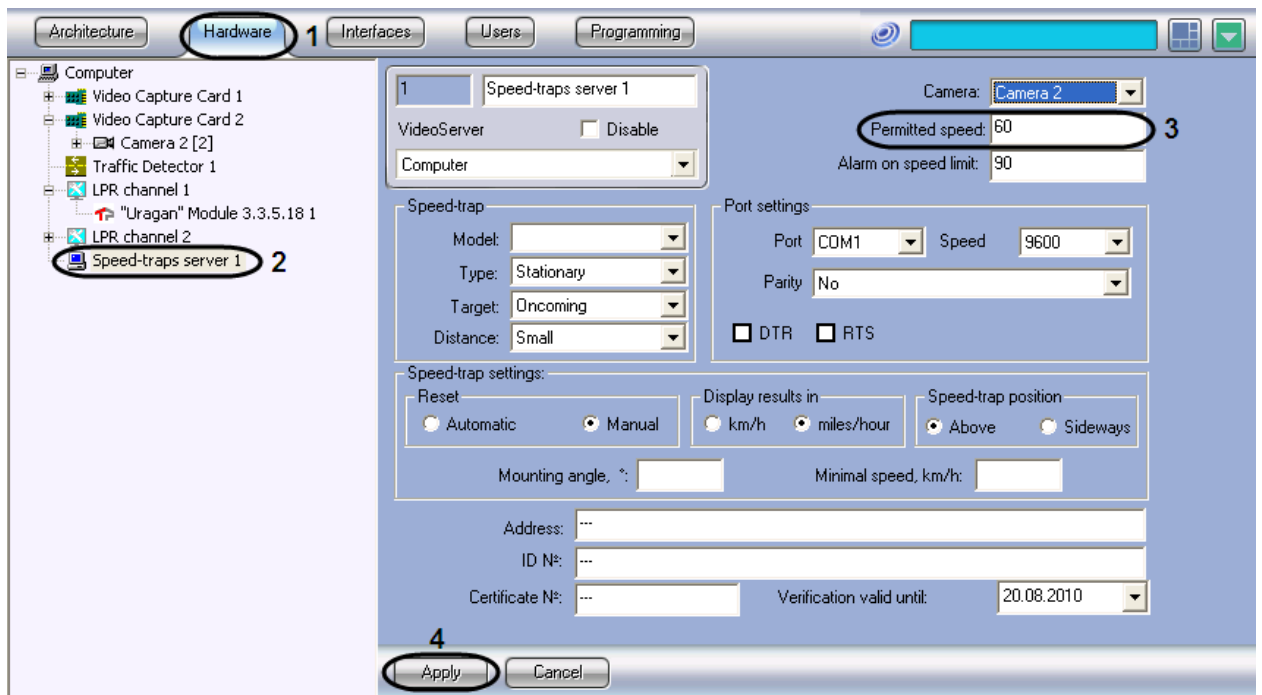 Architecture Hardware 1 Interfaces Users Programming
Computer
Video Capture Card 1
Video Capture Card 2
Camera 2 [2]
Traffic Detector 1
LPR channel 1
"Uragan" Module 3.3.5.18 1
LPR channel 2
Speed-traps server 1 2
1 Speed-traps server 1
VideoServer Disable
Computer
Camera: Camera 2
Permitted speed: 60 3
Alarm on speed limit: 90
Speed-trap
Model:
Type: Stationary
Target: Oncoming
Distance: Small
Port settings
Port COM1 Speed 9600
Parity No
DTR RTS
Speed-trap settings:
Reset
Automatic Manual
Display results in
km/h miles/hour
Speed-trap position
Above Sideways
Mounting angle, °: Minimal speed, km/h:
Address: ---
ID №: ---
Certificate №: --- Verification valid until: 20.08.2010
4
Apply Cancel